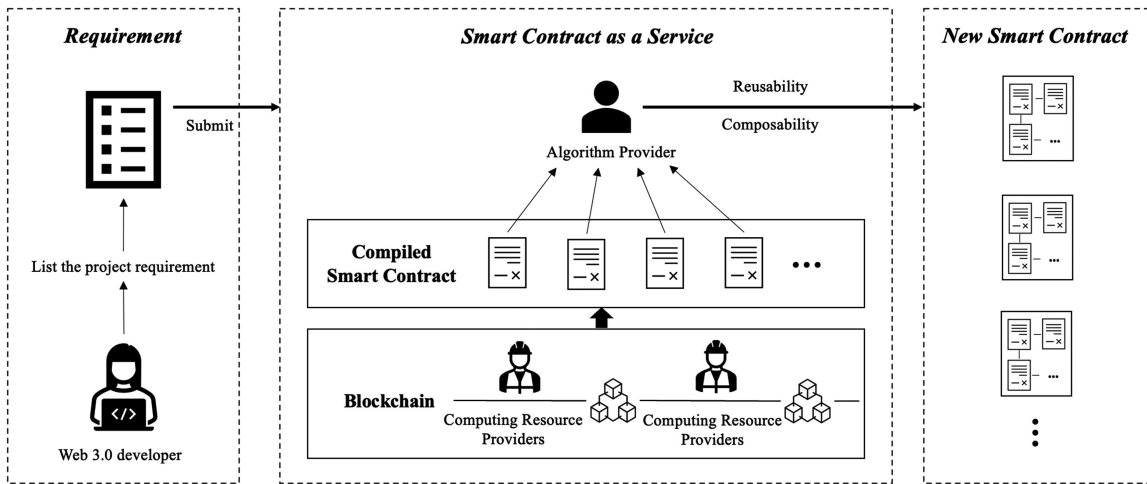 Requirement
Submit
List the project requirement
Web 3.0 developer
Smart Contract as a Service
Reusability
Composability
Algorithm Provider
Compiled
Smart Contract
Blockchain
Computing Resource
Providers
Computing Resource
Providers
New Smart Contract